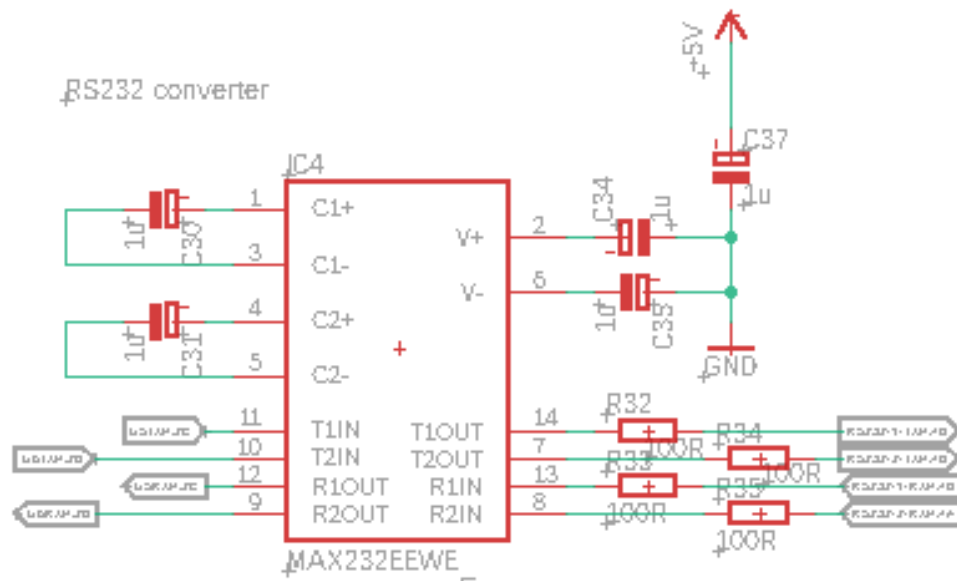 +5V
RS232 converter
C37
1u
IC4
C34
1u
1
C1+
1u
C30
3
C1-
V+
2
V-
6
1u
C35
4
C2+
1u
C31
5
C2-
GND
11
T1IN
T1OUT
14
R32
100R
10
T2IN
T2OUT
7
R34
100R
12
R1OUT
R1IN
13
R33
100R
9
R2OUT
R2IN
8
R35
100R
MAX232EEWE